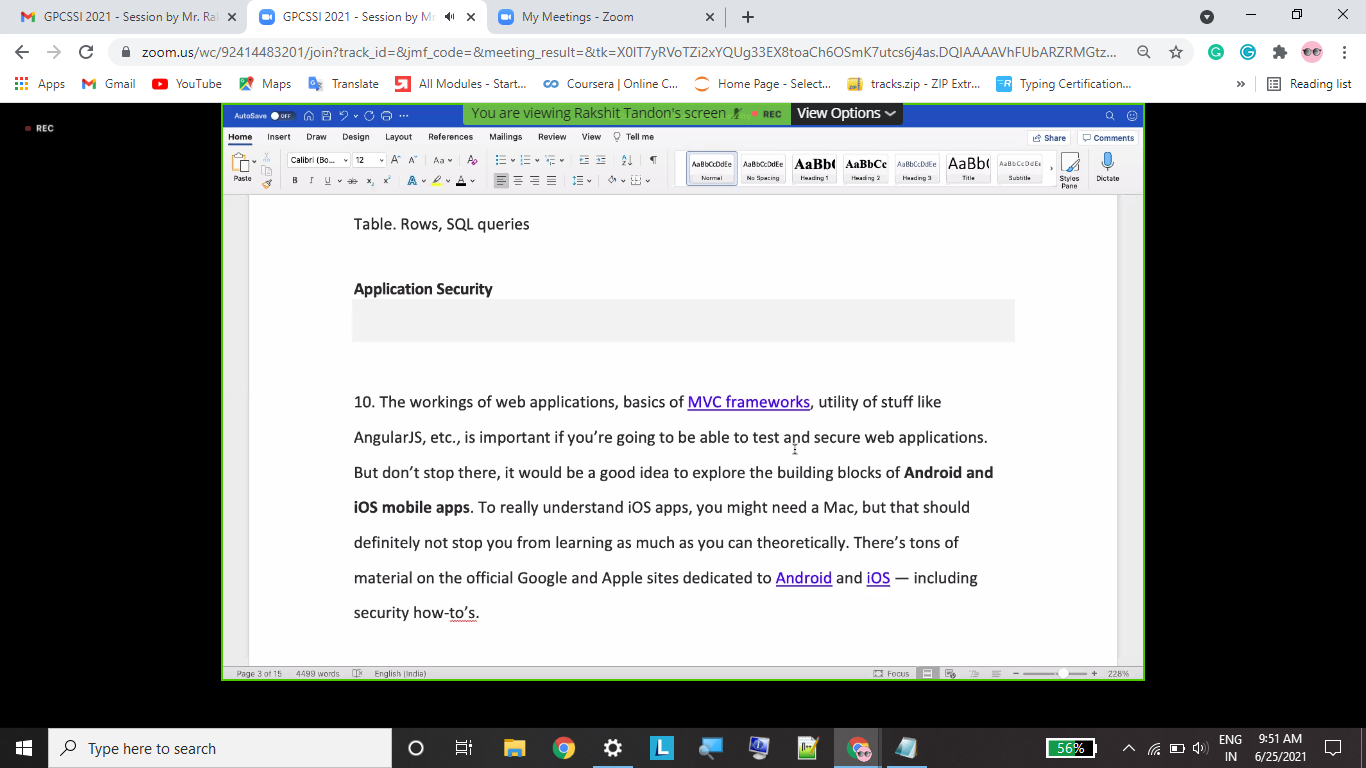 GPCSSI 2021 - Session by Mr. Ra
GPCSSI 2021 - Session by Mr
My Meetings - Zoom
zoom.us/wc/92414483201/join?track_id=&jmf_code=&meeting_result=&tk=X0IT7yRVoTZi2xYQUg33EX8toaCh6OSmK7utcs6j4as.DQIAAAAVhFUbARZRMGtz...
Apps Gmail YouTube Maps Translate All Modules - Start... Coursera | Online C... Home Page - Select... tracks.zip - ZIP Extr... Typing Certification... » Reading list
REC
You are viewing Rakshit Tandon's screen REC View Options
AutoSave OFF
Home Insert Draw Design Layout References Mailings Review View Tell me Share Comments
Paste Calibri (Bo... 12
AaBbCcDdEe AaBbCcDdEe AaBbC AaBbCc AaBbCcDdE AaBb( AaBbCcDdEe
Normal No Spacing Heading 1 Heading 2 Heading 3 Title Subtitle Styles Pane Dictate
Table. Rows, SQL queries
Application Security
10. The workings of web applications, basics of MVC frameworks, utility of stuff like
AngularJS, etc., is important if you’re going to be able to test and secure web applications.
But don’t stop there, it would be a good idea to explore the building blocks of Android and
iOS mobile apps. To really understand iOS apps, you might need a Mac, but that should
definitely not stop you from learning as much as you can theoretically. There’s tons of
material on the official Google and Apple sites dedicated to Android and iOS — including
security how-to’s.
Page 3 of 15 4499 words English (India) Focus 228%
Type here to search
56%
ENG
IN
9:51 AM
6/25/2021